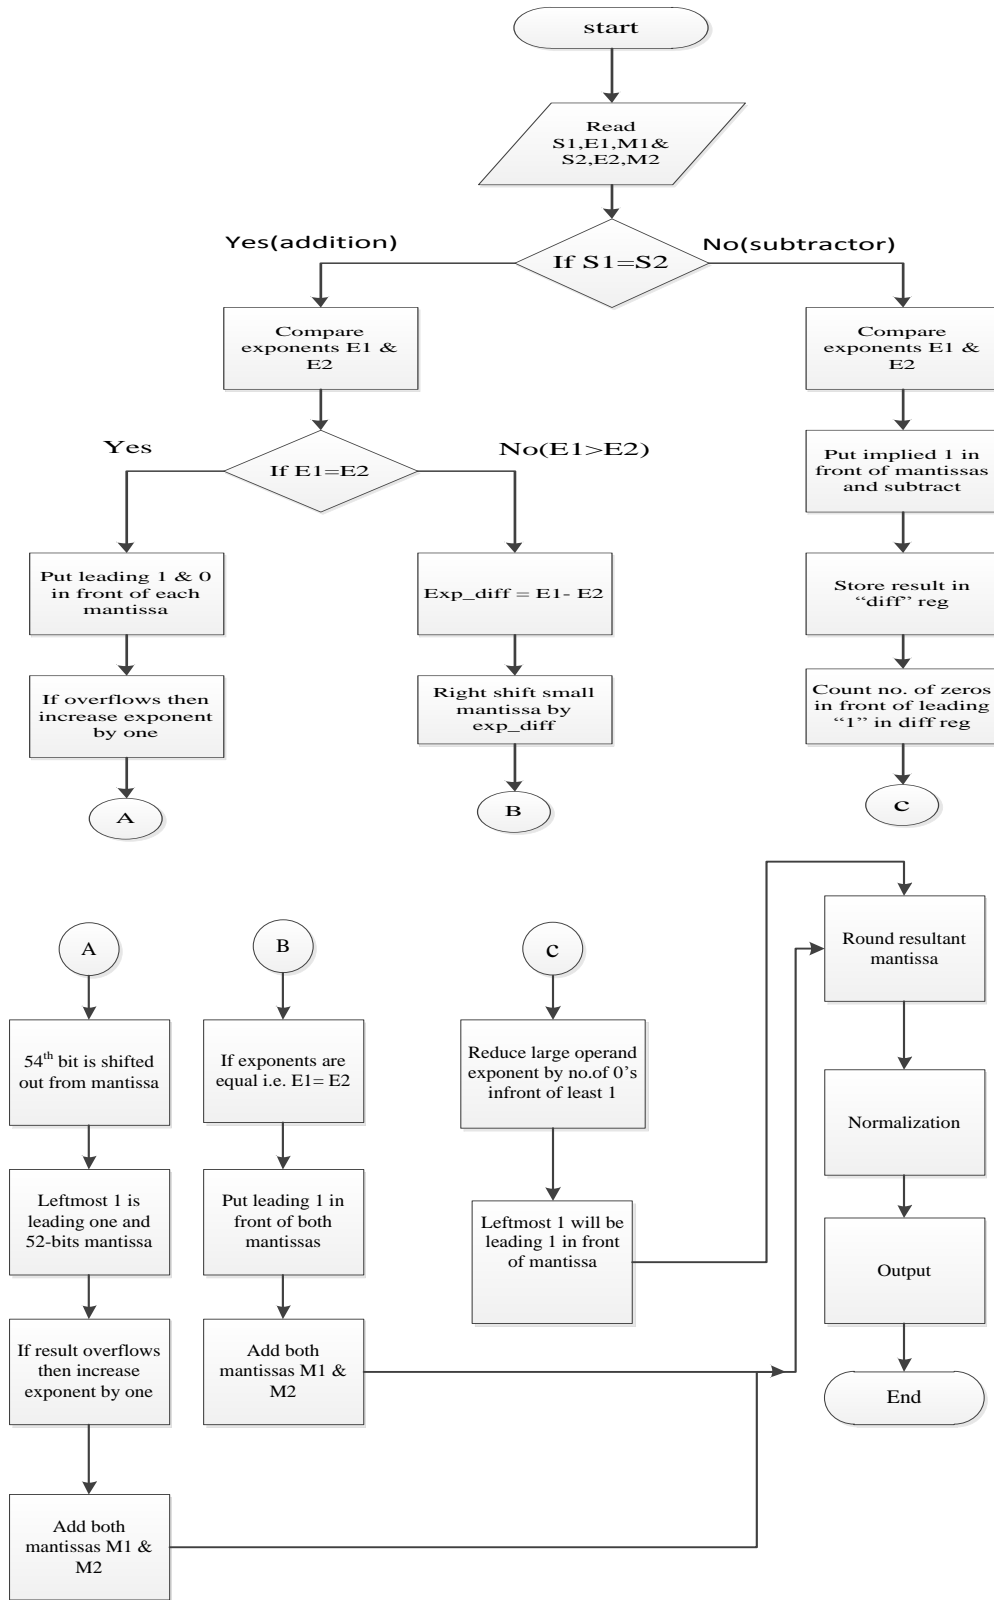 start
Read
S1,E1,M1&
S2,E2,M2
Yes(addition)
If S1=S2
No(subtractor)
Compare
exponents E1 &
E2
Compare
exponents E1 &
E2
Yes
If E1=E2
No(E1>E2)
Put implied 1 in
front of mantissas
and subtract
Put leading 1 & 0
in front of each
mantissa
Exp_diff = E1- E2
Store result in
“diff” reg
If overflows then
increase exponent
by one
Right shift small
mantissa by
exp_diff
Count no. of zeros
in front of leading
“1” in diff reg
A
B
c
A
B
c
Round resultant
mantissa
54th bit is shifted
out from mantissa
If exponents are
equal i.e. E1= E2
Reduce large operand
exponent by no.of 0’s
infront of least 1
Normalization
Leftmost 1 is
leading one and
52-bits mantissa
Put leading 1 in
front of both
mantissas
Leftmost 1 will be
leading 1 in front
of mantissa
Output
If result overflows
then increase
exponent by one
Add both
mantissas M1 &
M2
End
Add both
mantissas M1 &
M2